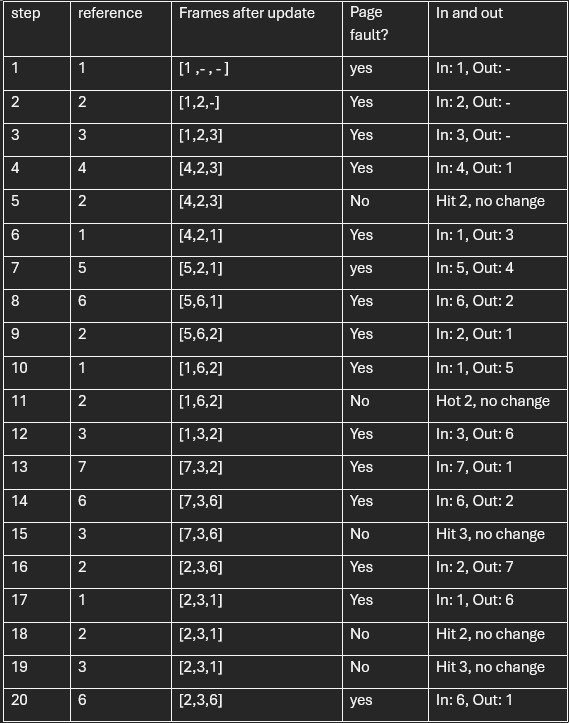 step reference Frames after update Page fault? In and out
1 1 [1 ,- , - ] yes In: 1, Out: -
2 2 [1,2,-] Yes In: 2, Out: -
3 3 [1,2,3] Yes In: 3, Out: -
4 4 [4,2,3] Yes In: 4, Out: 1
5 2 [4,2,3] No Hit 2, no change
6 1 [4,2,1] Yes In: 1, Out: 3
7 5 [5,2,1] yes In: 5, Out: 4
8 6 [5,6,1] Yes In: 6, Out: 2
9 2 [5,6,2] Yes In: 2, Out: 1
10 1 [1,6,2] Yes In: 1, Out: 5
11 2 [1,6,2] No Hot 2, no change
12 3 [1,3,2] Yes In: 3, Out: 6
13 7 [7,3,2] Yes In: 7, Out: 1
14 6 [7,3,6] Yes In: 6, Out: 2
15 3 [7,3,6] No Hit 3, no change
16 2 [2,3,6] Yes In: 2, Out: 7
17 1 [2,3,1] Yes In: 1, Out: 6
18 2 [2,3,1] No Hit 2, no change
19 3 [2,3,1] No Hit 3, no change
20 6 [2,3,6] yes In: 6, Out: 1